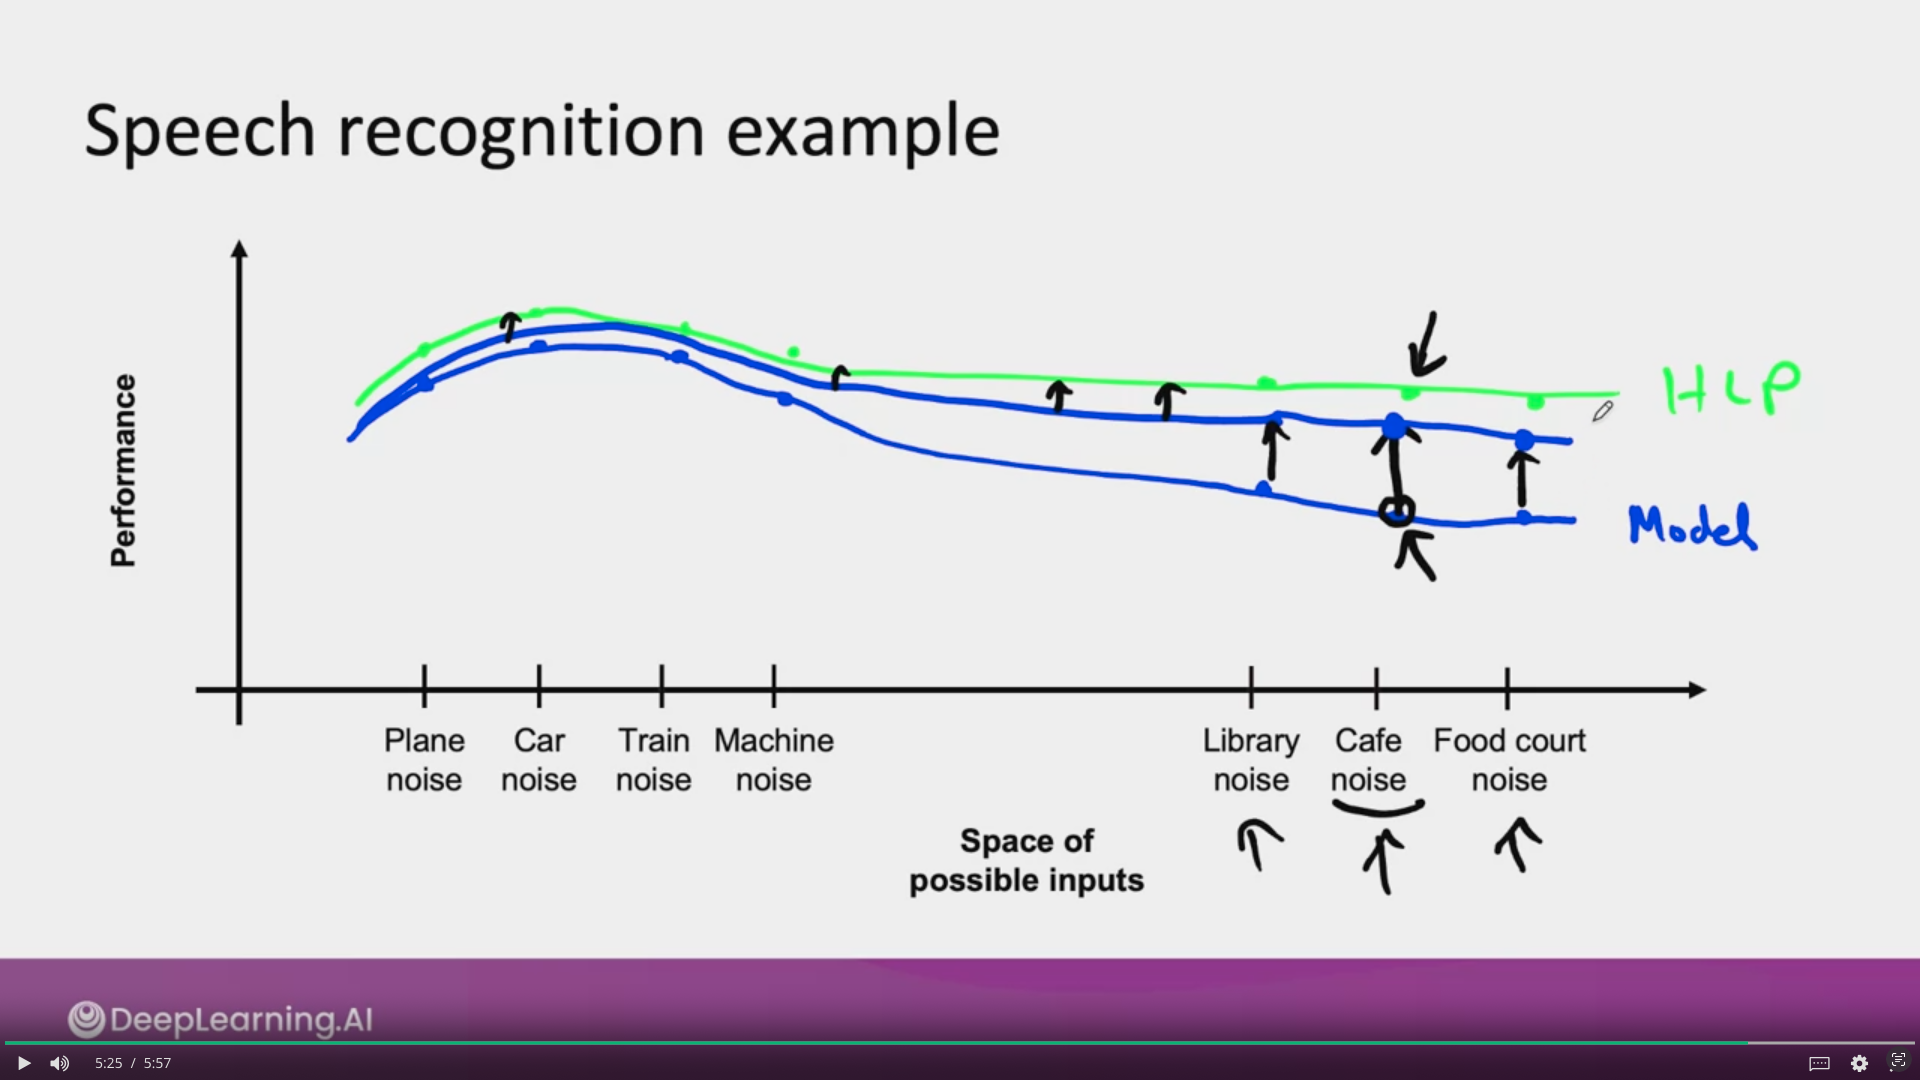 Speech recognition example
Performance
HLP
Model
Plane noise
Car noise
Train noise
Machine noise
Library noise
Cafe noise
Food court noise
Space of
possible inputs
DeepLearning.AI
5:25 / 5:57